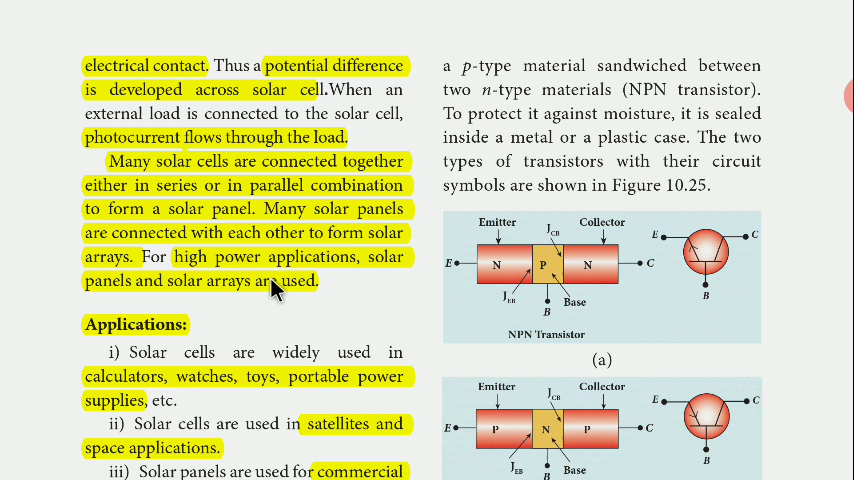 electrical contact. Thus a potential difference
is developed across solar cell.When an
external load is connected to the solar cell,
photocurrent flows through the load.
Many solar cells are connected together
either in series or in parallel combination
to form a solar panel. Many solar panels
are connected with each other to form solar
arrays. For high power applications, solar
panels and solar arrays are used.
Applications:
i) Solar cells are widely used in
calculators, watches, toys, portable power
supplies, etc.
ii) Solar cells are used in satellites and
space applications.
iii) Solar panels are used for commercial
a p-type material sandwiched between
two n-type materials (NPN transistor).
To protect it against moisture, it is sealed
inside a metal or a plastic case. The two
types of transistors with their circuit
symbols are shown in Figure 10.25.
Emitter JCB Collector
E N P N C
JEB Base
B
E C
B
NPN Transistor
(a)
Emitter JCB Collector
E P N P C
JEB Base
B
E C
B